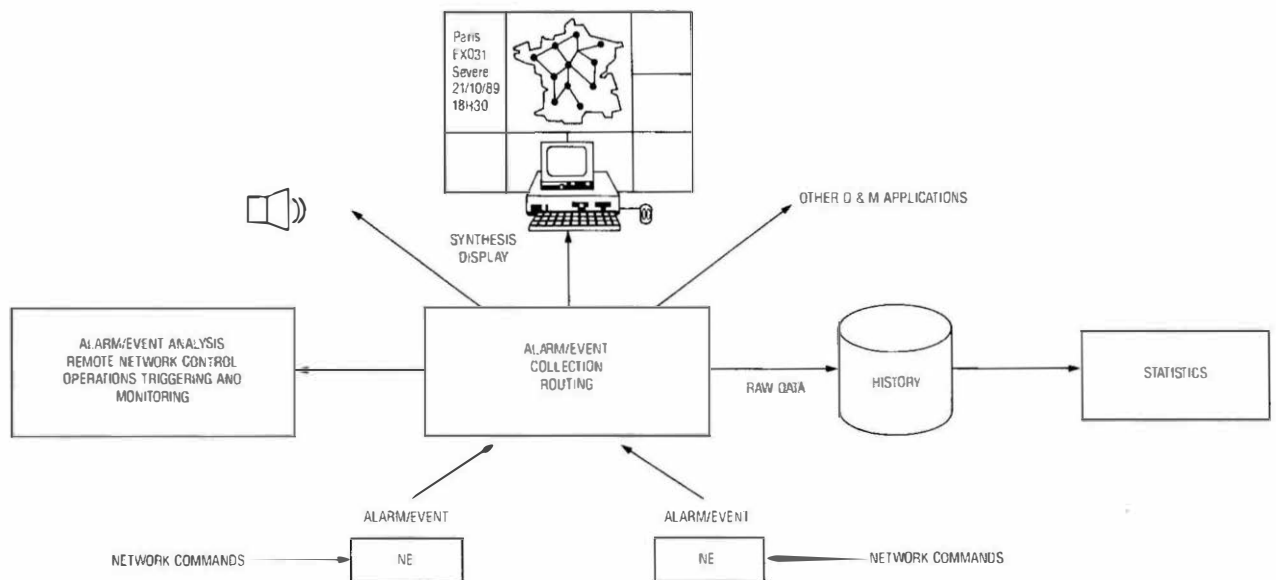 Paris
EX031
Severe
21/10/89
18H30
OTHER O & M APPLICATIONS
SYNTHESIS
DISPLAY
ALARM/EVENT ANALYSIS
REMOTE NETWORK CONTROL
OPERATIONS TRIGGERING AND
MONITORING
ALARM/EVENT
COLLECTION
ROUTING
RAW DATA
HISTORY
STATISTICS
ALARM/EVENT
ALARM/EVENT
NETWORK COMMANDS
NE
NE
NETWORK COMMANDS